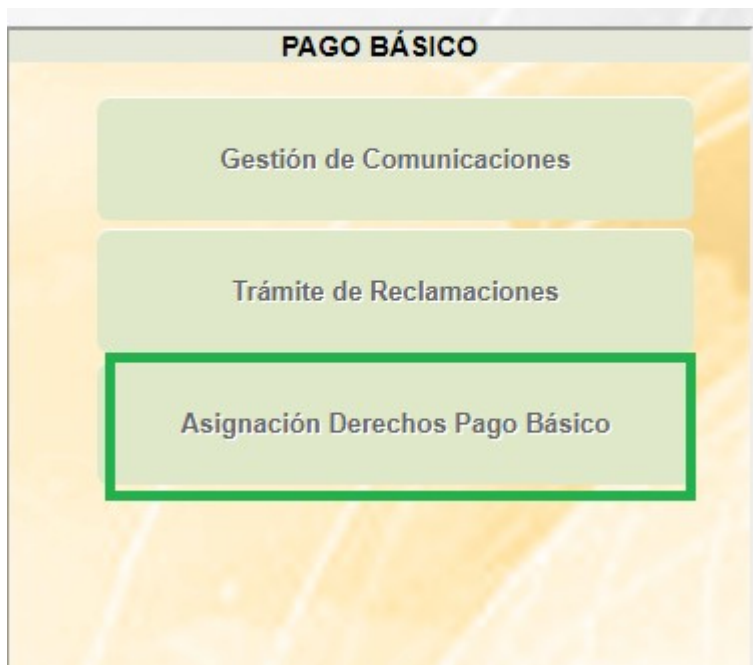 PAGO BÁSICO
Gestión de Comunicaciones
Trámite de Reclamaciones
Asignación Derechos Pago Básico